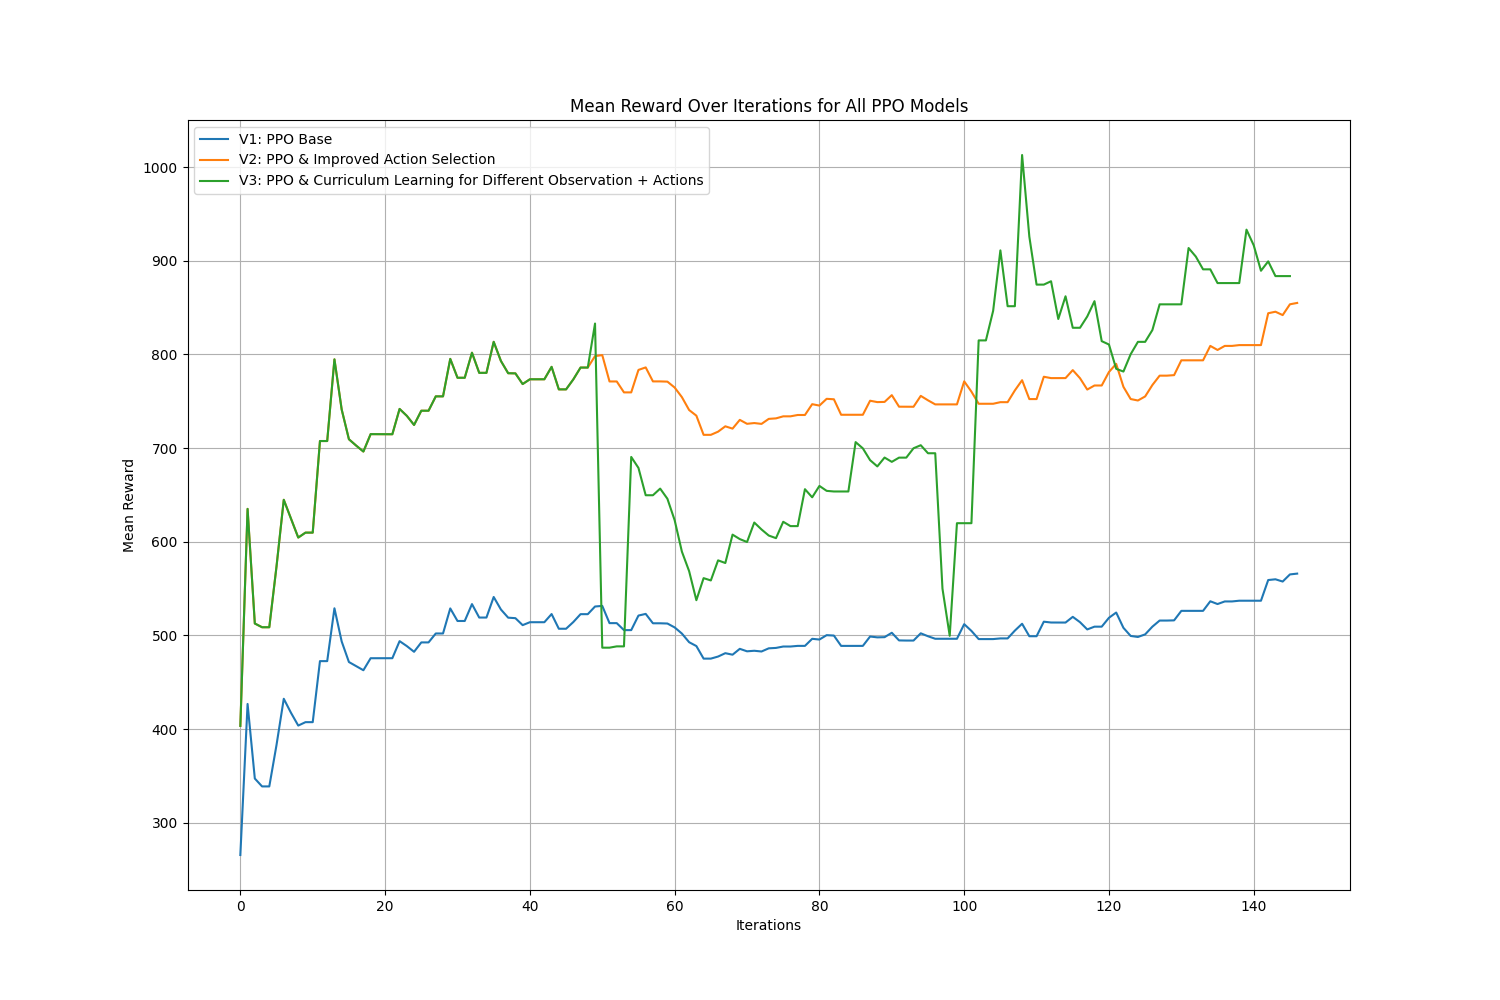 Mean Reward Over Iterations for All PPO Models
V1: PPO Base
V2: PPO & Improved Action Selection
V3: PPO & Curriculum Learning for Different Observation + Actions
Mean Reward
1000
900
800
700
600
500
400
300
0 20 40 60 80 100 120 140
Iterations